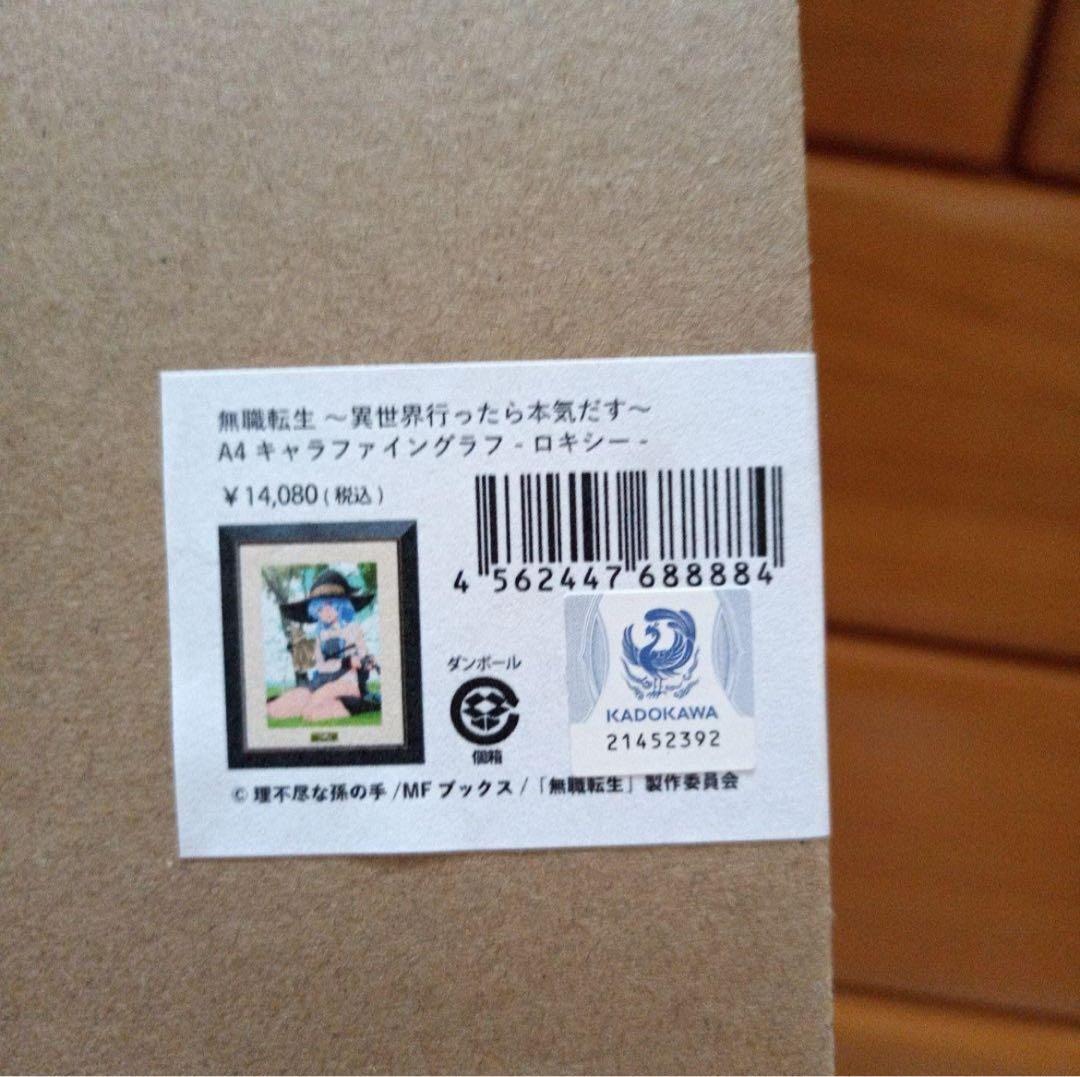 無職転生 ～異世界行ったら本気だす～
A4 キャラファイングラフ - ロキシー -
￥14,080 (税込)
4 562447 688884
ダンボール
個箱
KADOKAWA
21452392
© 理不尽な孫の手 /MF ブックス /「無職転生」製作委員会